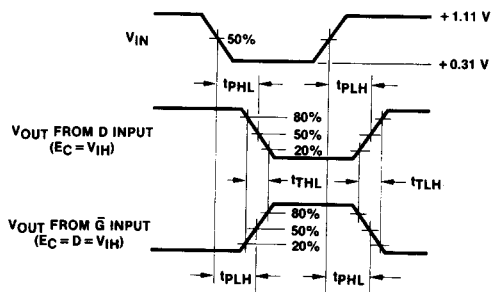 +1.11 V
VIN
50%
+0.31 V
tPHL
tPLH
80%
VOUT FROM D INPUT
50%
(EC = VIH)
20%
tTHL
tTLH
80%
VOUT FROM G̅ INPUT
50%
(EC = D = VIH)
20%
tPLH
tPHL